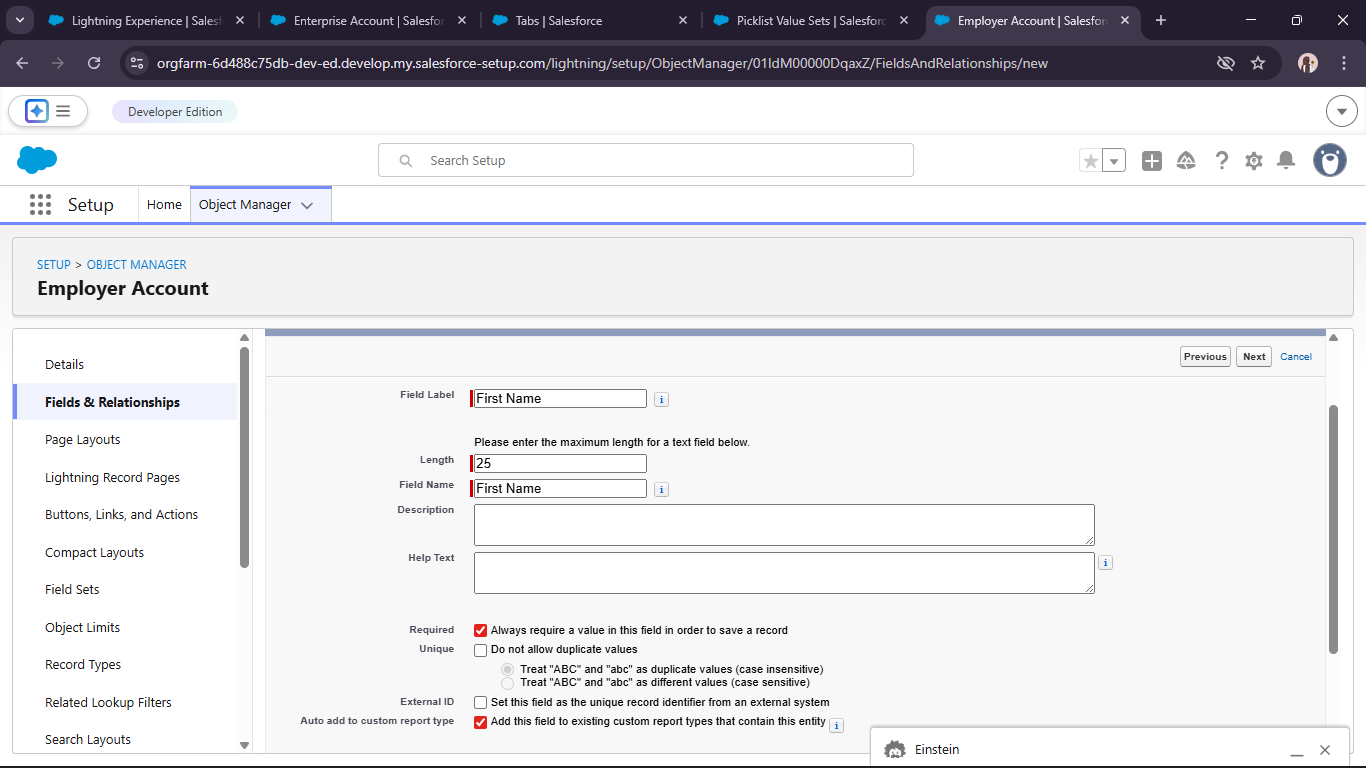 Lightning Experience | Salesf
Enterprise Account | Salesfor
Tabs | Salesforce
Picklist Value Sets | Salesforc
Employer Account | Salesfor
orgfarm-6d488c75db-dev-ed.develop.my.salesforce-setup.com/lightning/setup/ObjectManager/01IdM00000DqaxZ/FieldsAndRelationships/new
Developer Edition
Search Setup
Setup
Home
Object Manager
SETUP > OBJECT MANAGER
Employer Account
Details
Fields & Relationships
Page Layouts
Lightning Record Pages
Buttons, Links, and Actions
Compact Layouts
Field Sets
Object Limits
Record Types
Related Lookup Filters
Search Layouts
Previous
Next
Cancel
Field Label
First Name
i
Please enter the maximum length for a text field below.
Length
25
Field Name
First Name
i
Description
Help Text
i
Required
Always require a value in this field in order to save a record
Unique
Do not allow duplicate values
Treat "ABC" and "abc" as duplicate values (case insensitive)
Treat "ABC" and "abc" as different values (case sensitive)
External ID
Set this field as the unique record identifier from an external system
Auto add to custom report type
Add this field to existing custom report types that contain this entity
i
Einstein